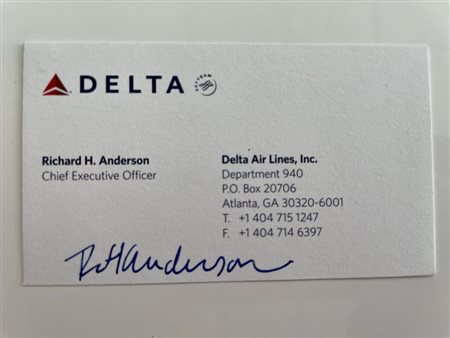 DELTA
SKYTEAM
Richard H. Anderson
Chief Executive Officer
Delta Air Lines, Inc.
Department 940
P.O. Box 20706
Atlanta, GA 30320-6001
T. +1 404 715 1247
F. +1 404 714 6397
RHAnderson